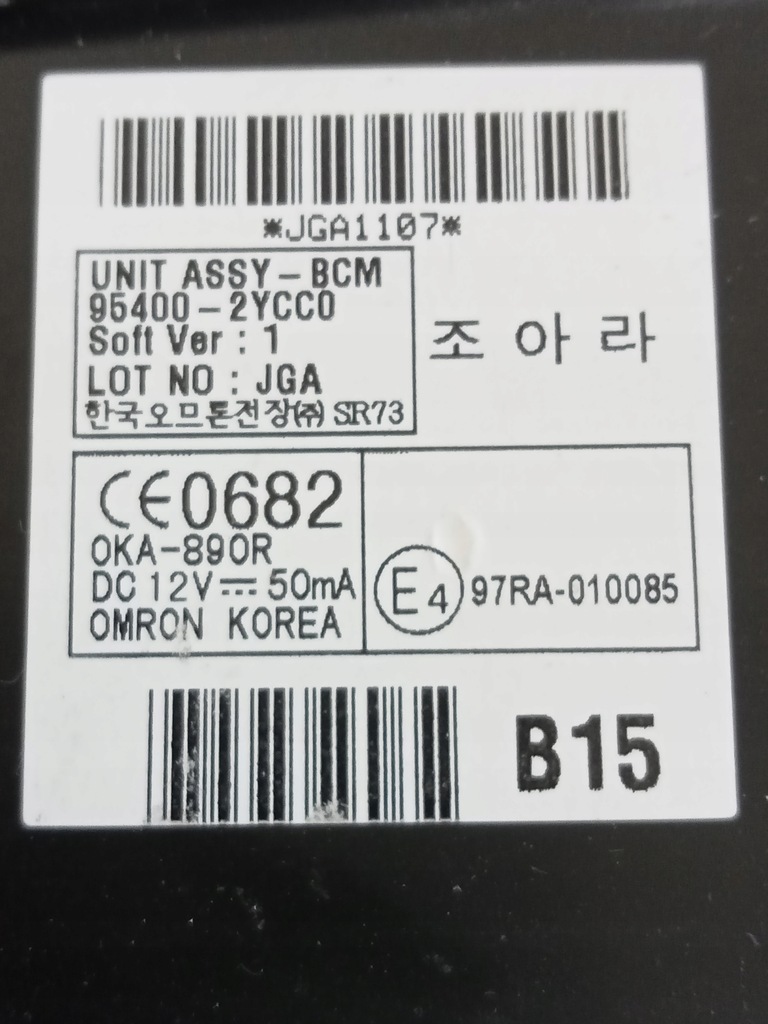 *JGA1107*
UNIT ASSY-BCM
95400-2YCC0
Soft Ver : 1
LOT NO : JGA
한국오므론전장(주) SR73
조 아 라
CE0682
OKA-890R
DC 12V⎓50mA
OMRON KOREA
E4 97RA-010085
B15